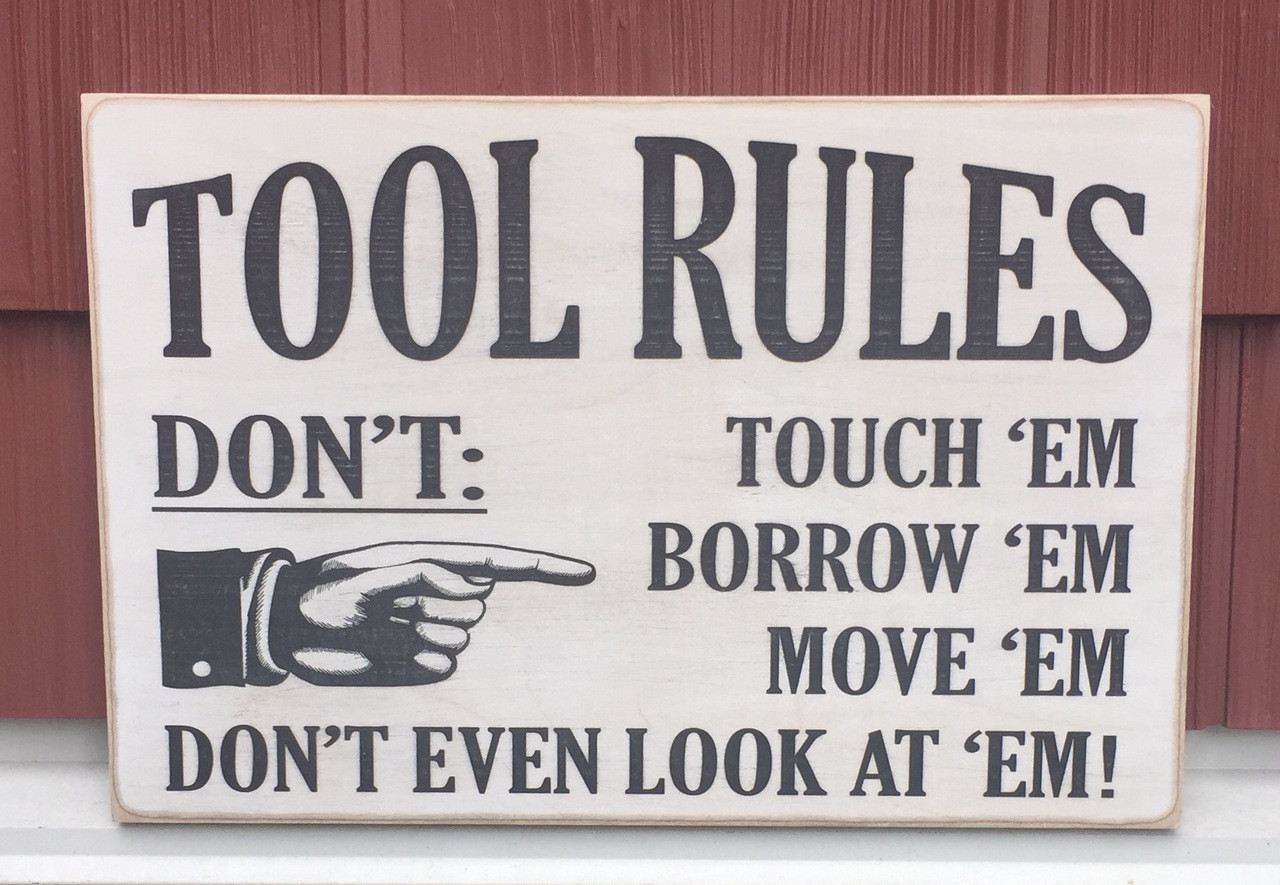 TOOL RULES
DON'T:
TOUCH ‘EM
BORROW ‘EM
MOVE ‘EM
DON’T EVEN LOOK AT ‘EM!